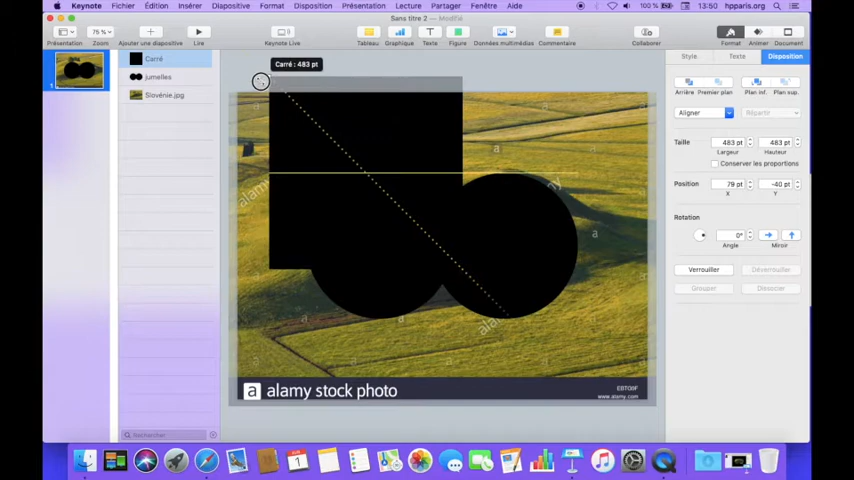 Keynote Fichier Édition Insérer Diapositive Format Disposition Présentation Lecture Partager Fenêtre Aide 100 % 13:50 hpparis.org
Sans titre 2 — Modifié
75 %
Présentation Zoom Ajouter une diapositive Lire Keynote Live Tableau Graphique Texte Figure Données multimédias Commentaire Collaborer Format Animer Document
Carré
jumelles
Slovénie.jpg
1
Carré : 483 pt
Style Texte Disposition
Arrière Premier plan Plan inf. Plan sup.
Aligner Répartir
Taille 483 pt 483 pt
Largeur Hauteur
Conserver les proportions
Position 79 pt -40 pt
X Y
Rotation
0°
Angle Miroir
Verrouiller Déverrouiller
Grouper Dissocier
a alamy stock photo
www.alamy.com
Rechercher